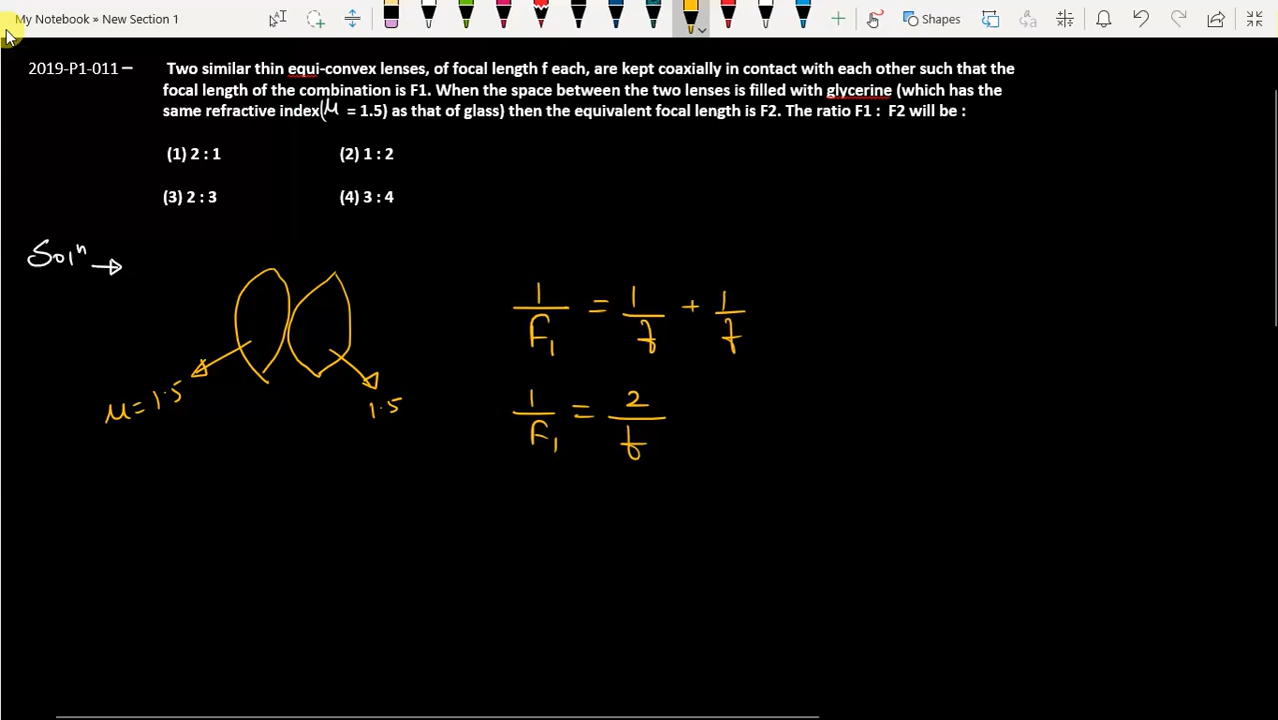 My Notebook » New Section 1
Shapes
2019-P1-011– Two similar thin equi-convex lenses, of focal length f each, are kept coaxially in contact with each other such that the
focal length of the combination is F1. When the space between the two lenses is filled with glycerine (which has the
same refractive index(μ = 1.5) as that of glass) then the equivalent focal length is F2. The ratio F1 : F2 will be :
(1) 2 : 1 (2) 1 : 2
(3) 2 : 3 (4) 3 : 4
Solⁿ →
1/F₁ = 1/f + 1/f
μ = 1.5 1.5
1/F₁ = 2/f